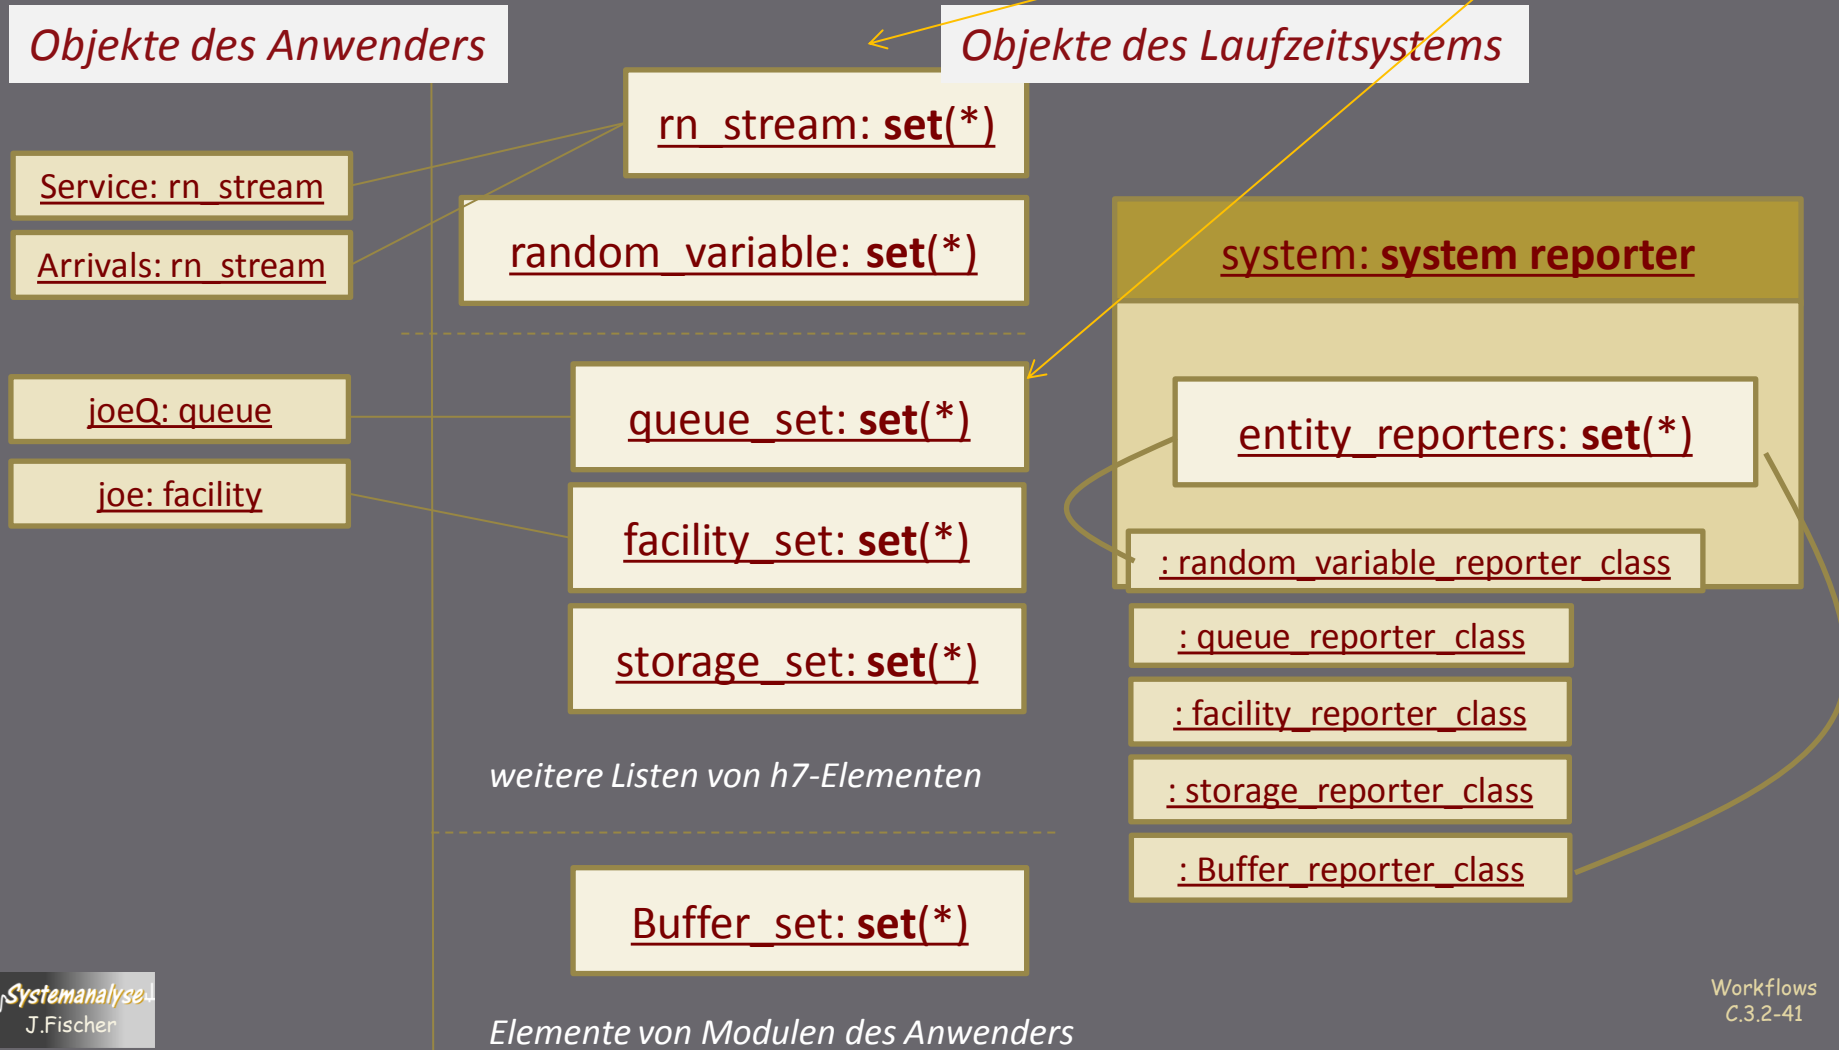 Objekte des Anwenders
Objekte des Laufzeitsystems
rn_stream: set(*)
Service: rn_stream
Arrivals: rn_stream
random_variable: set(*)
system: system reporter
joeQ: queue
queue_set: set(*)
entity_reporters: set(*)
joe: facility
facility_set: set(*)
: random_variable_reporter_class
storage_set: set(*)
: queue_reporter_class
: facility_reporter_class
weitere Listen von h7-Elementen
: storage_reporter_class
: Buffer_reporter_class
Buffer_set: set(*)
Systemanalyse
J.Fischer
Elemente von Modulen des Anwenders
Workflows
C.3.2-41